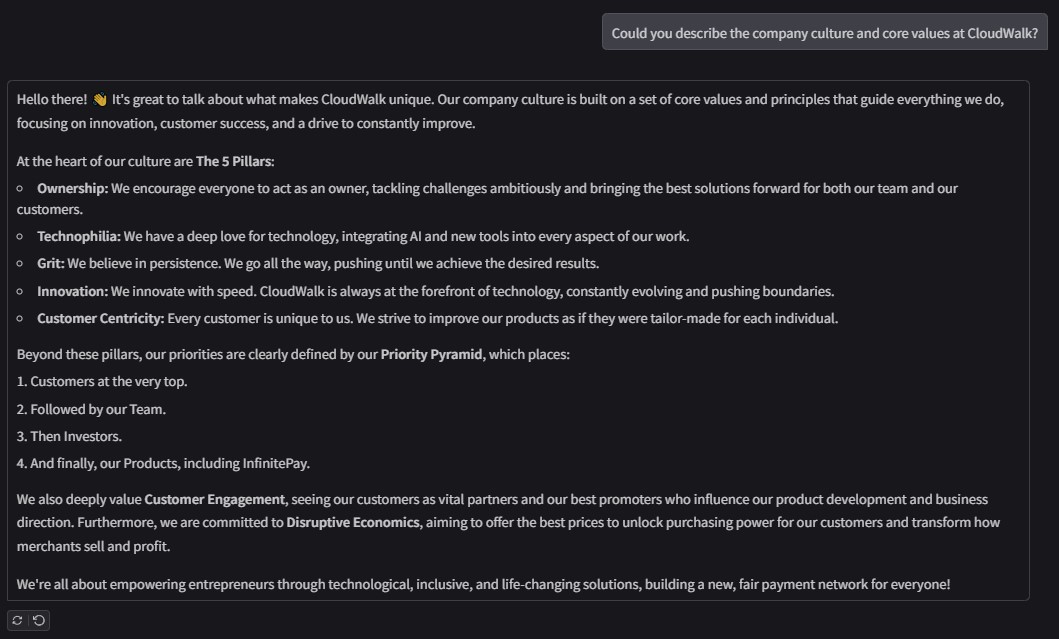 Could you describe the company culture and core values at CloudWalk?
Hello there! 👋 It's great to talk about what makes CloudWalk unique. Our company culture is built on a set of core values and principles that guide everything we do,
focusing on innovation, customer success, and a drive to constantly improve.
At the heart of our culture are The 5 Pillars:
◦ Ownership: We encourage everyone to act as an owner, tackling challenges ambitiously and bringing the best solutions forward for both our team and our
customers.
◦ Technophilia: We have a deep love for technology, integrating AI and new tools into every aspect of our work.
◦ Grit: We believe in persistence. We go all the way, pushing until we achieve the desired results.
◦ Innovation: We innovate with speed. CloudWalk is always at the forefront of technology, constantly evolving and pushing boundaries.
◦ Customer Centricity: Every customer is unique to us. We strive to improve our products as if they were tailor-made for each individual.
Beyond these pillars, our priorities are clearly defined by our Priority Pyramid, which places:
1. Customers at the very top.
2. Followed by our Team.
3. Then Investors.
4. And finally, our Products, including InfinitePay.
We also deeply value Customer Engagement, seeing our customers as vital partners and our best promoters who influence our product development and business
direction. Furthermore, we are committed to Disruptive Economics, aiming to offer the best prices to unlock purchasing power for our customers and transform how
merchants sell and profit.
We're all about empowering entrepreneurs through technological, inclusive, and life-changing solutions, building a new, fair payment network for everyone!